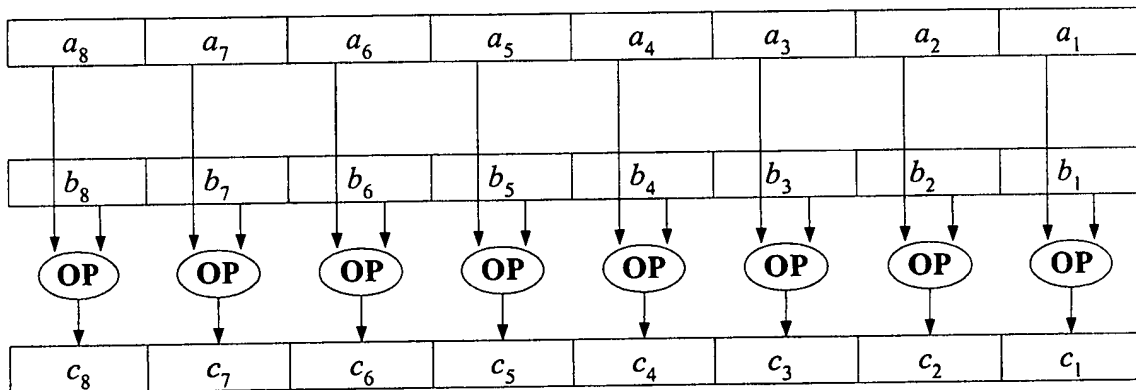 a₈ a₇ a₆ a₅ a₄ a₃ a₂ a₁
b₈ b₇ b₆ b₅ b₄ b₃ b₂ b₁
OP OP OP OP OP OP OP OP
c₈ c₇ c₆ c₅ c₄ c₃ c₂ c₁